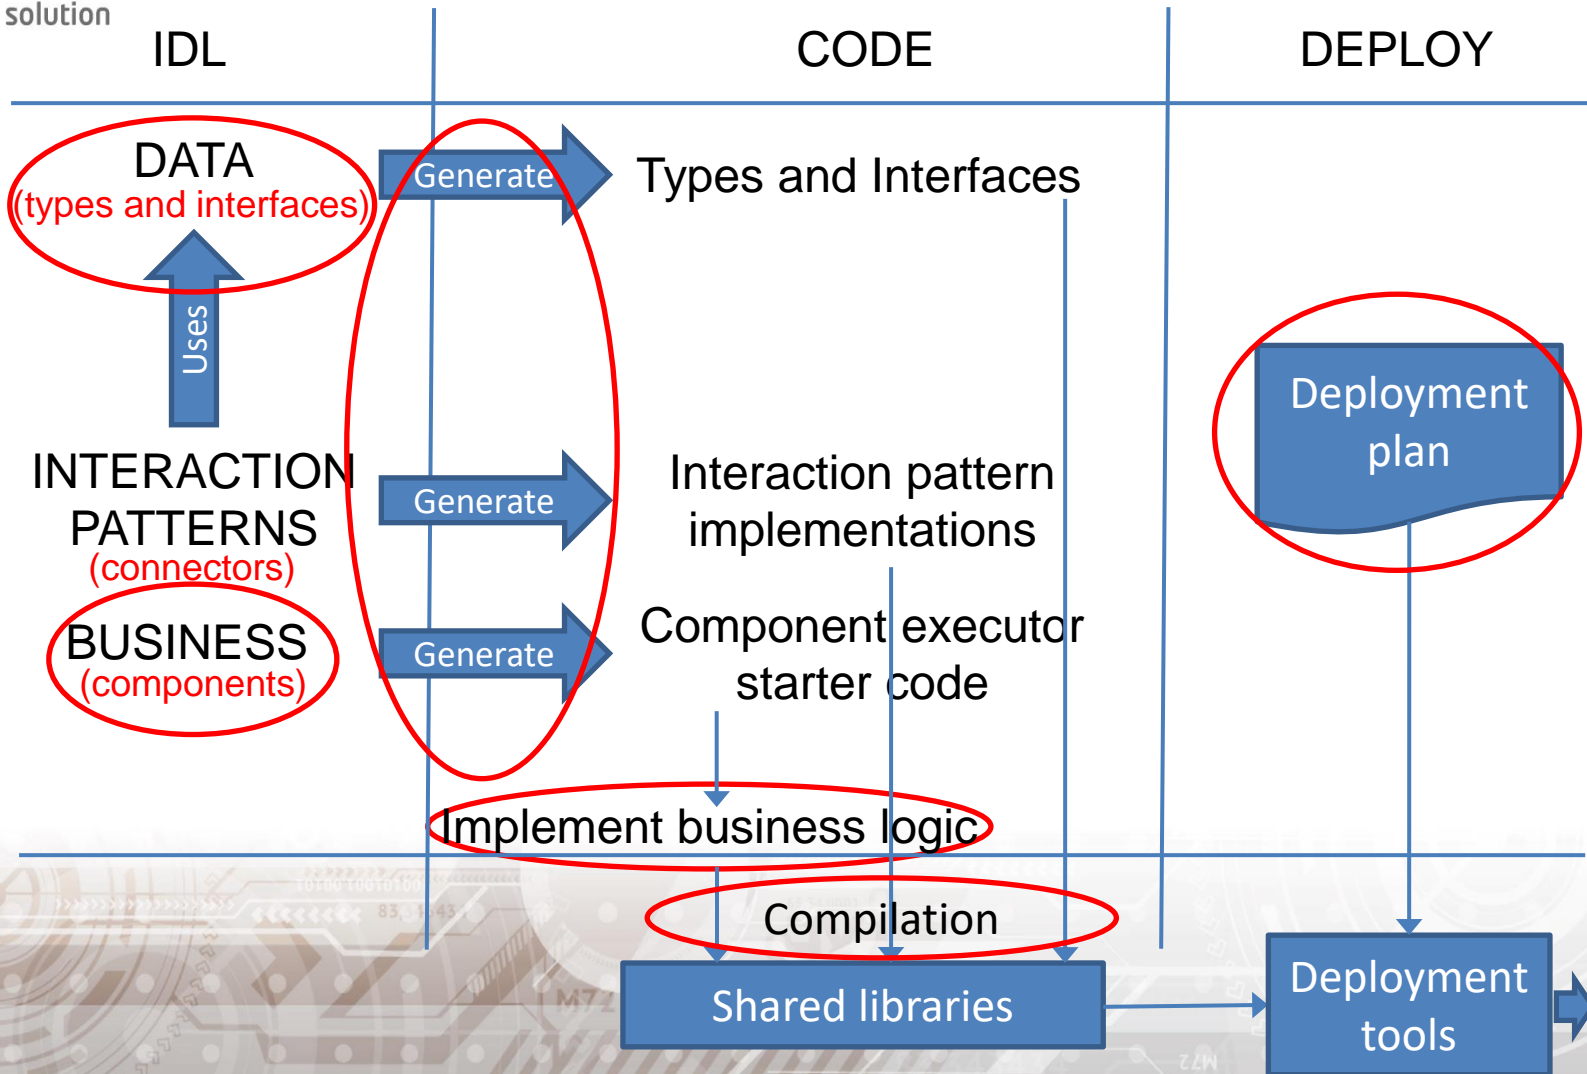 solution
IDL
CODE
DEPLOY
DATA
(types and interfaces)
Generate
Types and Interfaces
Uses
INTERACTION
PATTERNS
(connectors)
Generate
Interaction pattern
implementations
Deployment
plan
BUSINESS
(components)
Generate
Component executor
starter code
Implement business logic
Compilation
Shared libraries
Deployment
tools
M72